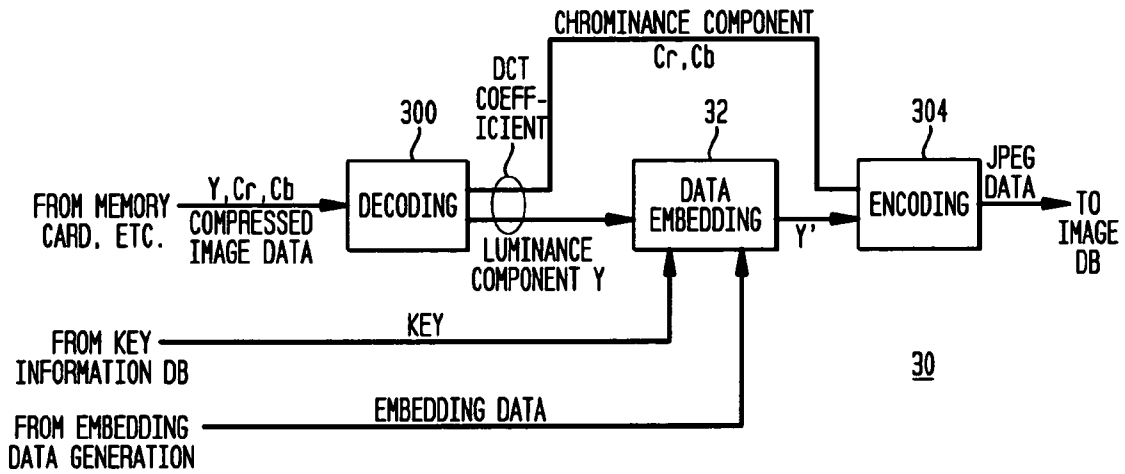 CHROMINANCE COMPONENT
Cr,Cb
DCT
COEFF-
ICIENT
300
32
304
JPEG
DATA
Y,Cr,Cb
FROM MEMORY
CARD, ETC.
COMPRESSED
IMAGE DATA
DECODING
DATA
EMBEDDING
ENCODING
TO
IMAGE
DB
Y'
LUMINANCE
COMPONENT Y
KEY
FROM KEY
INFORMATION DB
30
EMBEDDING DATA
FROM EMBEDDING
DATA GENERATION